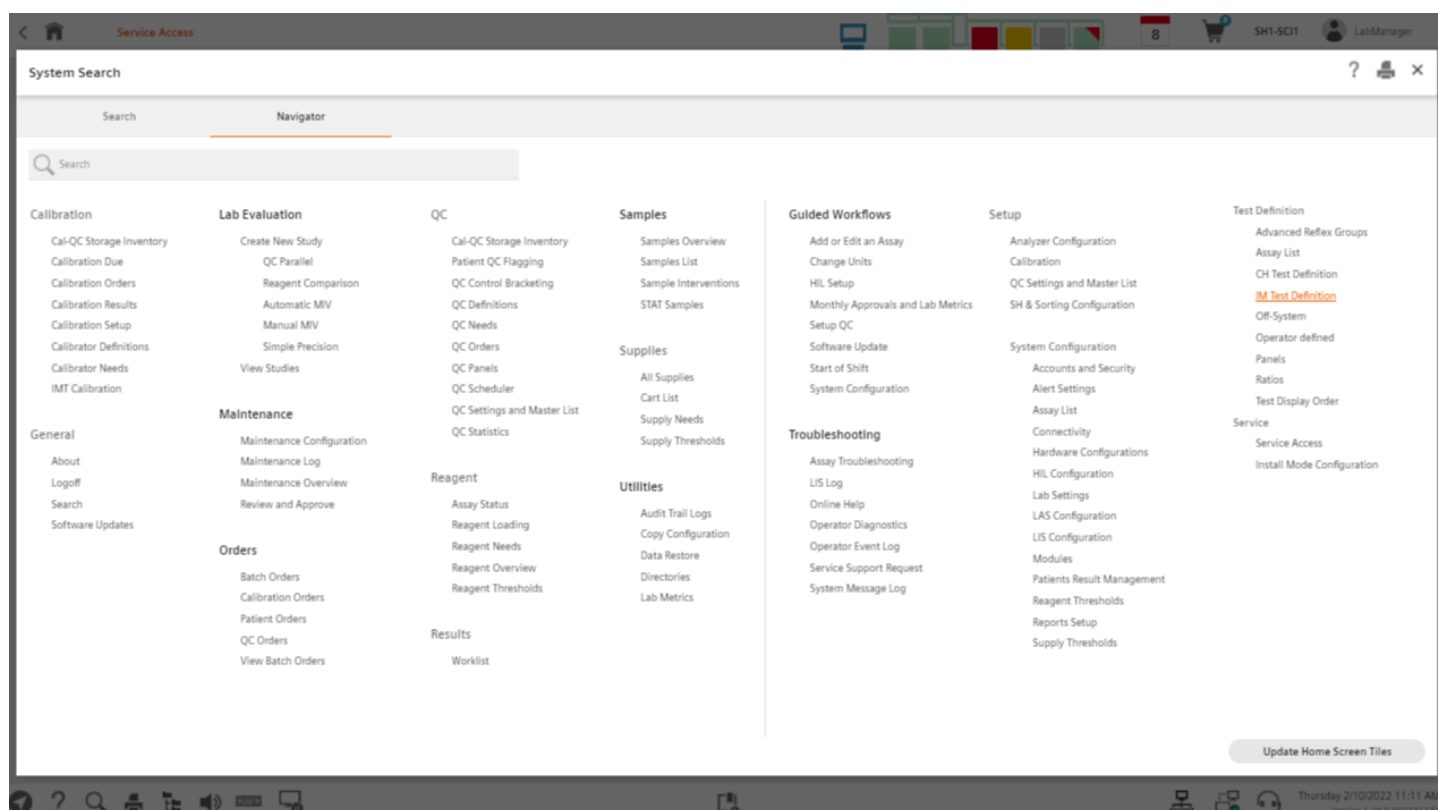 Service Access
8
SH1-SCI1
LabManager
System Search
?
Search
Navigator
Search
Calibration
Cal-QC Storage Inventory
Calibration Due
Calibration Orders
Calibration Results
Calibration Setup
Calibrator Definitions
Calibrator Needs
IMT Calibration
General
About
Logoff
Search
Software Updates
Lab Evaluation
Create New Study
QC Parallel
Reagent Comparison
Automatic MIV
Manual MIV
Simple Precision
View Studies
Maintenance
Maintenance Configuration
Maintenance Log
Maintenance Overview
Review and Approve
Orders
Batch Orders
Calibration Orders
Patient Orders
QC Orders
View Batch Orders
QC
Cal-QC Storage Inventory
Patient QC Flagging
QC Control Bracketing
QC Definitions
QC Needs
QC Orders
QC Panels
QC Scheduler
QC Settings and Master List
QC Statistics
Reagent
Assay Status
Reagent Loading
Reagent Needs
Reagent Overview
Reagent Thresholds
Results
Worklist
Samples
Samples Overview
Samples List
Sample Interventions
STAT Samples
Supplies
All Supplies
Cart List
Supply Needs
Supply Thresholds
Utilities
Audit Trail Logs
Copy Configuration
Data Restore
Directories
Lab Metrics
Guided Workflows
Add or Edit an Assay
Change Units
HIL Setup
Monthly Approvals and Lab Metrics
Setup QC
Software Update
Start of Shift
System Configuration
Troubleshooting
Assay Troubleshooting
LIS Log
Online Help
Operator Diagnostics
Operator Event Log
Service Support Request
System Message Log
Setup
Analyzer Configuration
Calibration
QC Settings and Master List
SH & Sorting Configuration
System Configuration
Accounts and Security
Alert Settings
Assay List
Connectivity
Hardware Configurations
HIL Configuration
Lab Settings
LAS Configuration
LIS Configuration
Modules
Patients Result Management
Reagent Thresholds
Reports Setup
Supply Thresholds
Test Definition
Advanced Reflex Groups
Assay List
CH Test Definition
IM Test Definition
Off-System
Operator defined
Panels
Ratios
Test Display Order
Service
Service Access
Install Mode Configuration
Update Home Screen Tiles
?
Thursday 2/10/2022 11:11 AM